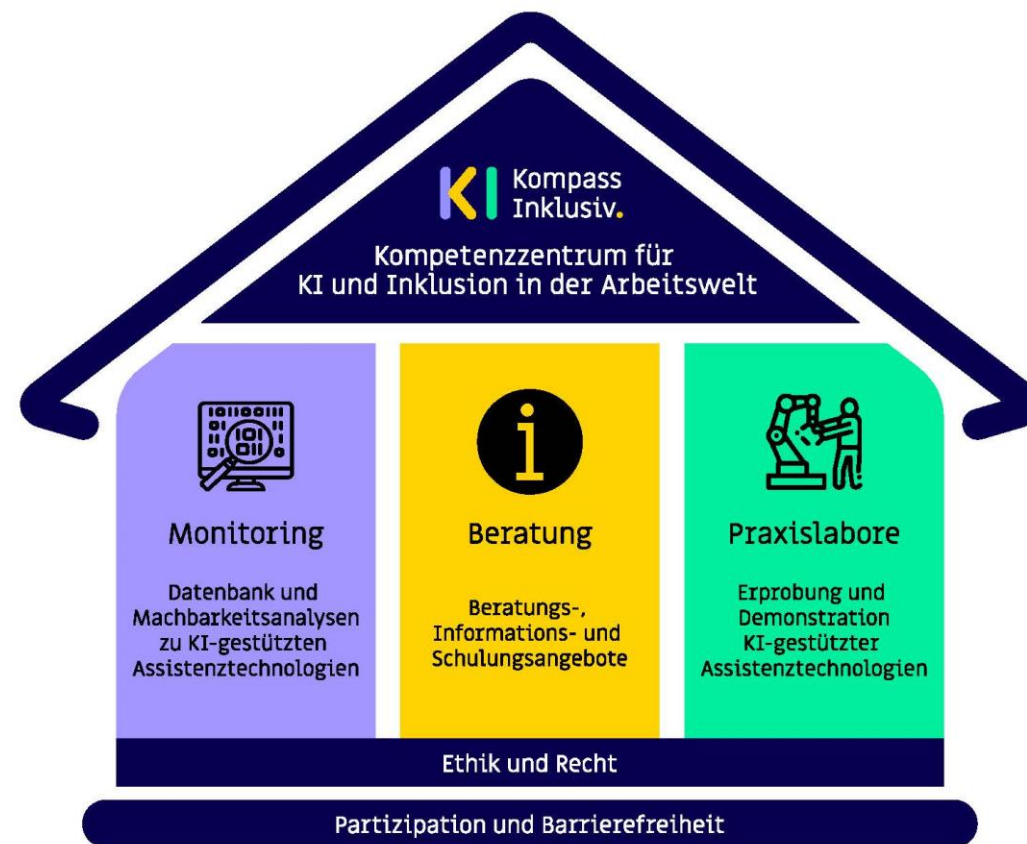 KI Kompass
Inklusiv.
Kompetenzzentrum für
KI und Inklusion in der Arbeitswelt
Monitoring
Datenbank und
Machbarkeitsanalysen
zu KI-gestützten
Assistenztechnologien
Beratung
Beratungs-,
Informations- und
Schulungsangebote
Praxislabore
Erprobung und
Demonstration
KI-gestützter
Assistenztechnologien
Ethik und Recht
Partizipation und Barrierefreiheit